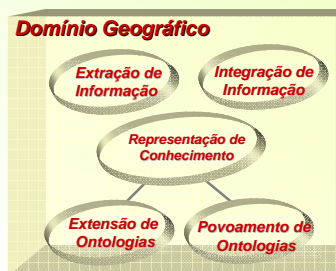 Domínio Geográfico
Extração de
Informação
Integração de
Informação
Representação de
Conhecimento
Extensão de
Ontologias
Povoamento de
Ontologias